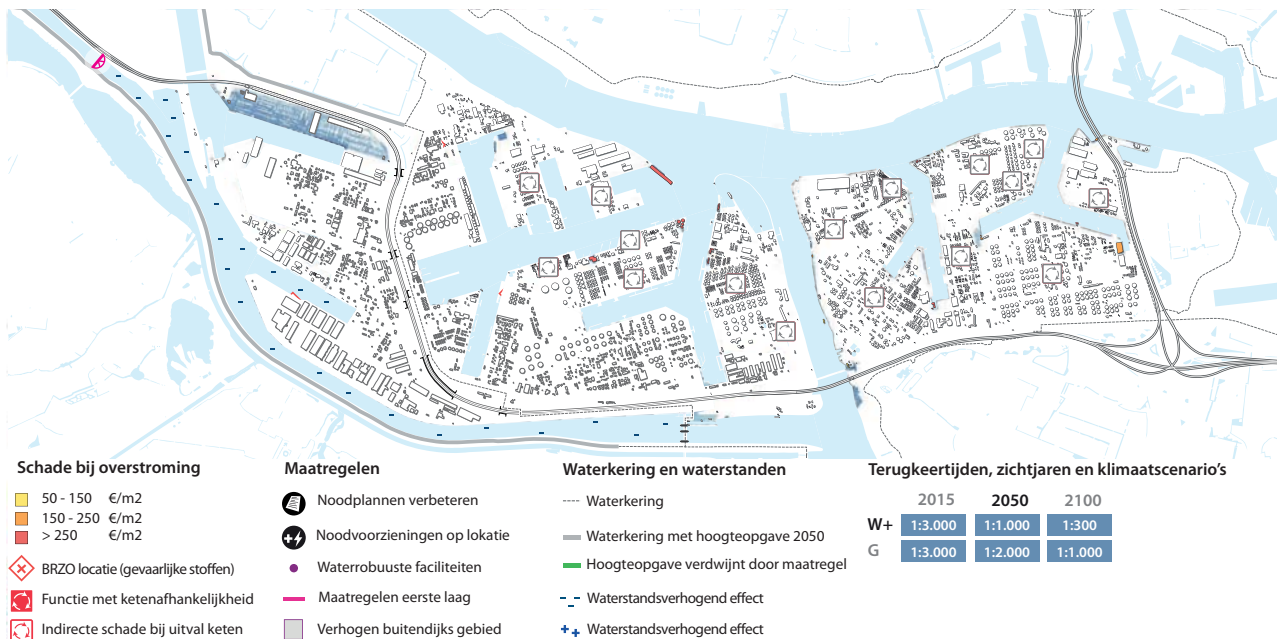 Schade bij overstroming
50 - 150 €/m2
150 - 250 €/m2
> 250 €/m2
BRZO locatie (gevaarlijke stoffen)
Functie met ketenafhankelijkheid
Indirecte schade bij uitval keten
Maatregelen
Noodplannen verbeteren
Noodvoorzieningen op lokatie
Waterrobuuste faciliteiten
Maatregelen eerste laag
Verhogen buitendijks gebied
Waterkering en waterstanden
Waterkering
Waterkering met hoogteopgave 2050
Hoogteopgave verdwijnt door maatregel
Waterstandsverhogend effect
Waterstandsverhogend effect
Terugkeertijden, zichtjaren en klimaatscenario's
2015 2050 2100
W+ 1:3.000 1:1.000 1:300
G 1:3.000 1:2.000 1:1.000